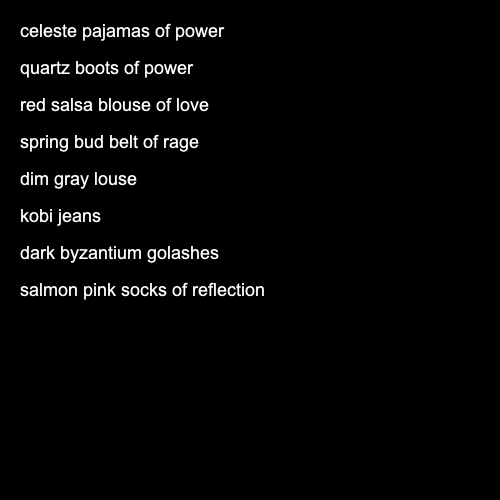 celeste pajamas of power
quartz boots of power
red salsa blouse of love
spring bud belt of rage
dim gray louse
kobi jeans
dark byzantium golashes
salmon pink socks of reflection